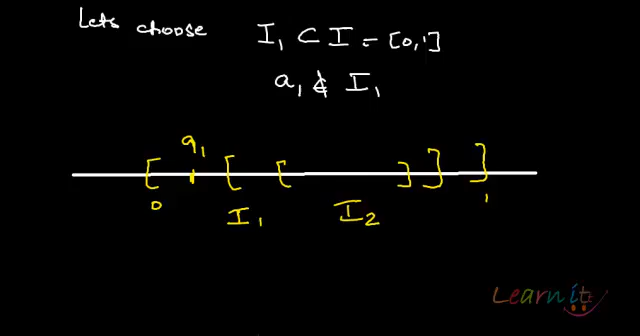 Lets choose I₁ ⊂ I = [0,1]
a₁ ∉ I₁
a₁
[ [ [ ] ] ]
0 I₁ I₂ 1
Learnit